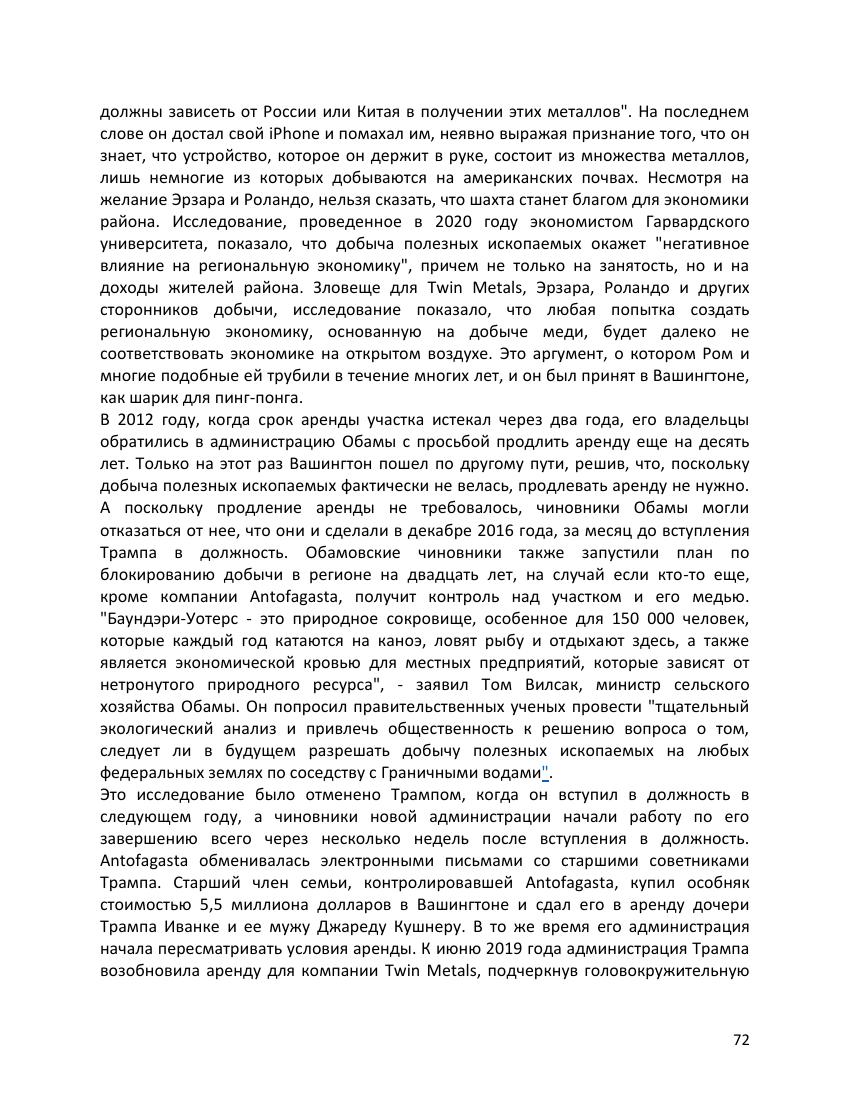 должны зависеть от России или Китая в получении этих металлов". На последнем
слове он достал свой iPhone и помахал им, неявно выражая признание того, что он
знает, что устройство, которое он держит в руке, состоит из множества металлов,
лишь немногие из которых добываются на американских почвах. Несмотря на
желание Эрзара и Роландо, нельзя сказать, что шахта станет благом для экономики
района. Исследование, проведенное в 2020 году экономистом Гарвардского
университета, показало, что добыча полезных ископаемых окажет "негативное
влияние на региональную экономику", причем не только на занятость, но и на
доходы жителей района. Зловеще для Twin Metals, Эрзара, Роландо и других
сторонников добычи, исследование показало, что любая попытка создать
региональную экономику, основанную на добыче меди, будет далеко не
соответствовать экономике на открытом воздухе. Это аргумент, о котором Ром и
многие подобные ей трубили в течение многих лет, и он был принят в Вашингтоне,
как шарик для пинг-понга.
В 2012 году, когда срок аренды участка истекал через два года, его владельцы
обратились в администрацию Обамы с просьбой продлить аренду еще на десять
лет. Только на этот раз Вашингтон пошел по другому пути, решив, что, поскольку
добыча полезных ископаемых фактически не велась, продлевать аренду не нужно.
А поскольку продление аренды не требовалось, чиновники Обамы могли
отказаться от нее, что они и сделали в декабре 2016 года, за месяц до вступления
Трампа в должность. Обамовские чиновники также запустили план по
блокированию добычи в регионе на двадцать лет, на случай если кто-то еще,
кроме компании Antofagasta, получит контроль над участком и его медью.
"Баундэри-Уотерс - это природное сокровище, особенное для 150 000 человек,
которые каждый год катаются на каноэ, ловят рыбу и отдыхают здесь, а также
является экономической кровью для местных предприятий, которые зависят от
нетронутого природного ресурса", - заявил Том Вилсак, министр сельского
хозяйства Обамы. Он попросил правительственных ученых провести "тщательный
экологический анализ и привлечь общественность к решению вопроса о том,
следует ли в будущем разрешать добычу полезных ископаемых на любых
федеральных землях по соседству с Граничными водами".
Это исследование было отменено Трампом, когда он вступил в должность в
следующем году, а чиновники новой администрации начали работу по его
завершению всего через несколько недель после вступления в должность.
Antofagasta обменивалась электронными письмами со старшими советниками
Трампа. Старший член семьи, контролировавшей Antofagasta, купил особняк
стоимостью 5,5 миллиона долларов в Вашингтоне и сдал его в аренду дочери
Трампа Иванке и ее мужу Джареду Кушнеру. В то же время его администрация
начала пересматривать условия аренды. К июню 2019 года администрация Трампа
возобновила аренду для компании Twin Metals, подчеркнув головокружительную
72